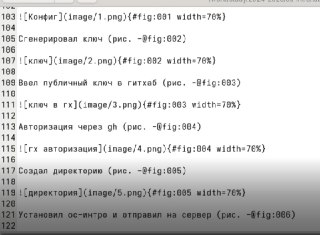 103 ![Конфиг](image/1.png){#fig:001 width=70%}
104
105 Сгенерировал ключ (рис. -@fig:002)
106
107 ![ключ](image/2.png){#fig:002 width=70%}
108
109 Ввел публичный ключ в гитхаб (рис. -@fig:003)
110
111 ![ключ в гх](image/3.png){#fig:003 width=70%}
112
113 Авторизация через gh (рис. -@fig:004)
114
115 ![гх авторизация](image/4.png){#fig:004 width=70%}
116
117 Создал директорию (рис. -@fig:005)
118
119 ![директория](image/5.png){#fig:005 width=70%}
120
121 Установил ос-интро и отправил на сервер (рис. -@fig:006)
122